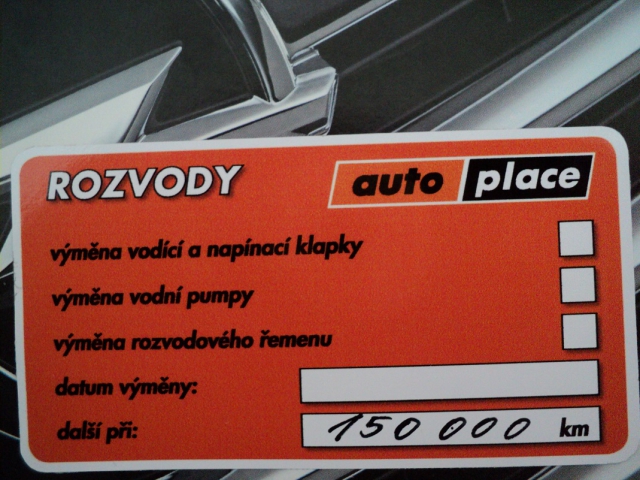 ROZVODY
auto place
výměna vodící a napínací klapky
výměna vodní pumpy
výměna rozvodového řemenu
datum výměny:
další při: 150 000 km